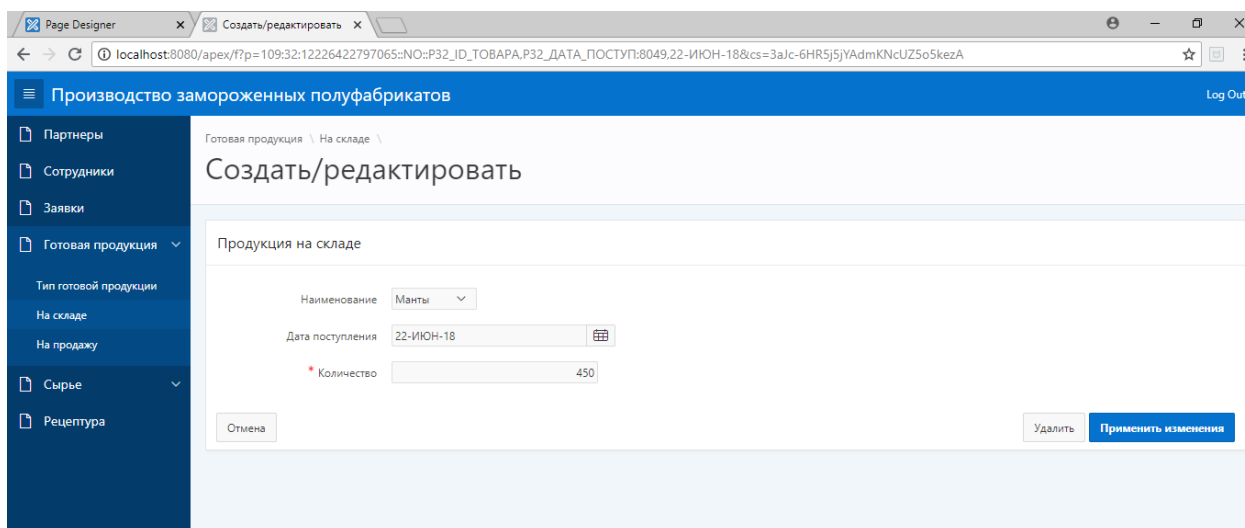 Page Designer
Создать/редактировать
localhost:8080/apex/f?p=109:32:12226422797065::NO::P32_ID_ТОВАРА,P32_ДАТА_ПОСТУП:8049,22-ИЮН-18&cs=3aJc-6HR5j5jYAdmKNcUZ5o5kezA
Производство замороженных полуфабрикатов
Log Out
Партнеры
Сотрудники
Заявки
Готовая продукция
Тип готовой продукции
На складе
На продажу
Сырье
Рецептура
Готовая продукция \ На складе \
Создать/редактировать
Продукция на складе
Наименование Манты
Дата поступления 22-ИЮН-18
* Количество 450
Отмена
Удалить
Применить изменения